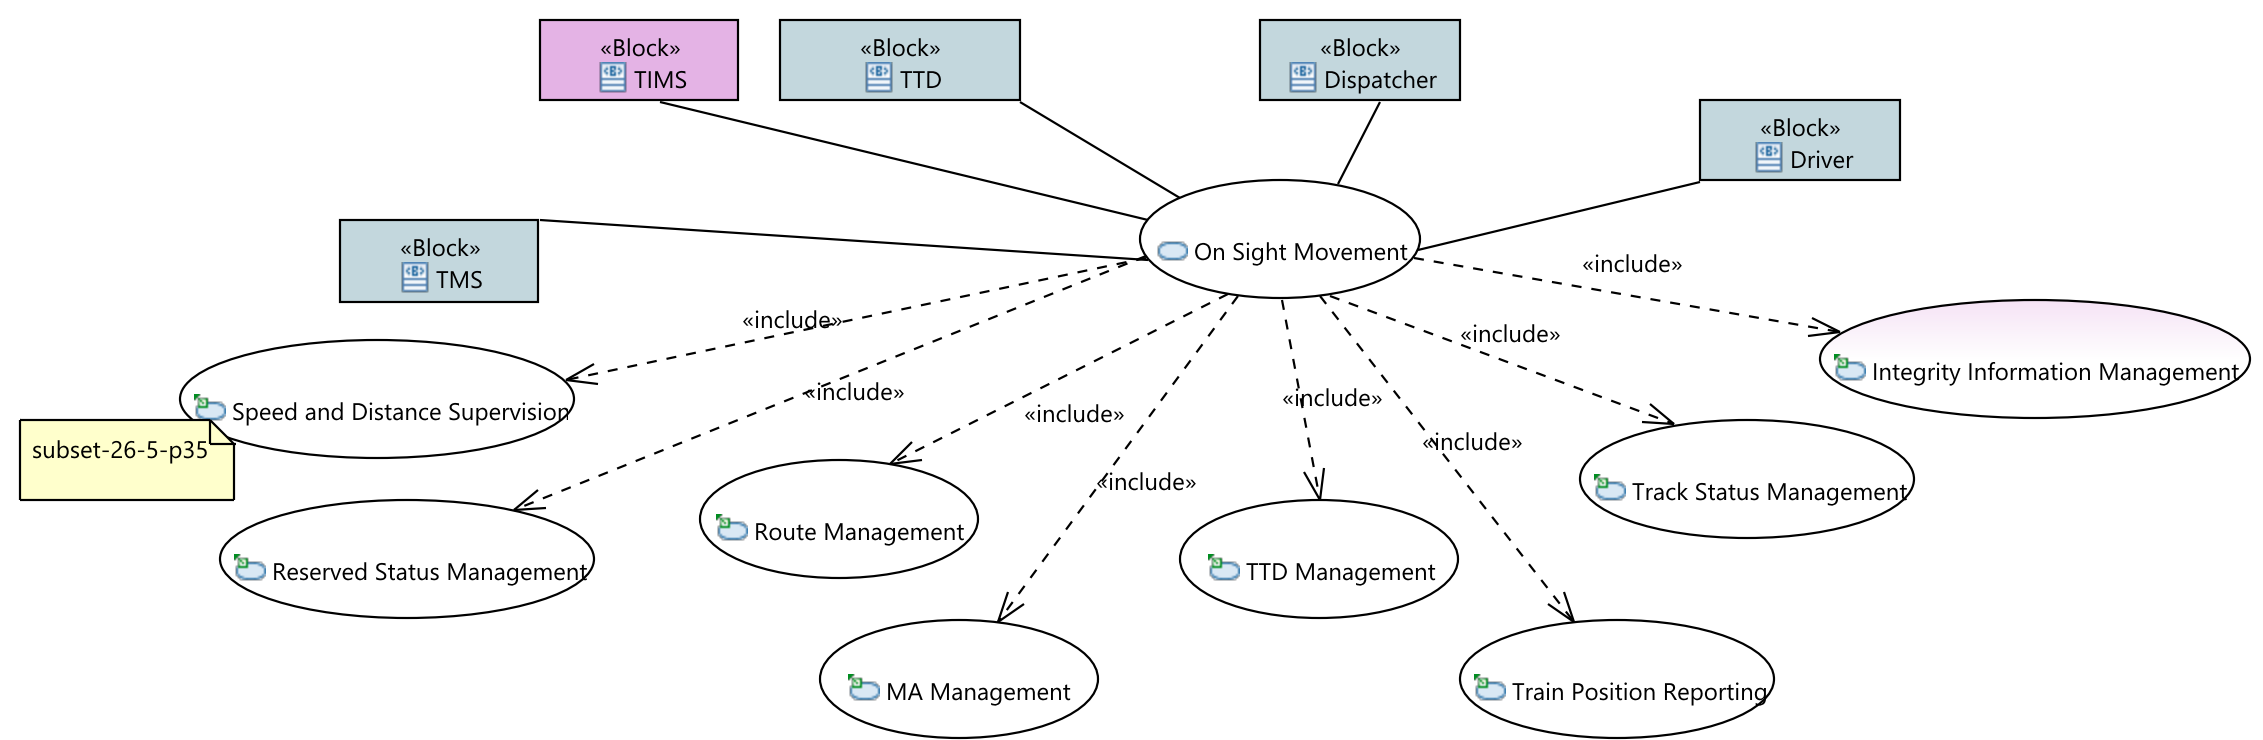 «Block»
TIMS
«Block»
TTD
«Block»
Dispatcher
«Block»
Driver
«Block»
TMS
On Sight Movement
«include»
«include»
«include»
«include»
«include»
«include»
«include»
«include»
Integrity Information Management
Speed and Distance Supervision
subset-26-5-p35
Track Status Management
Route Management
Reserved Status Management
TTD Management
MA Management
Train Position Reporting